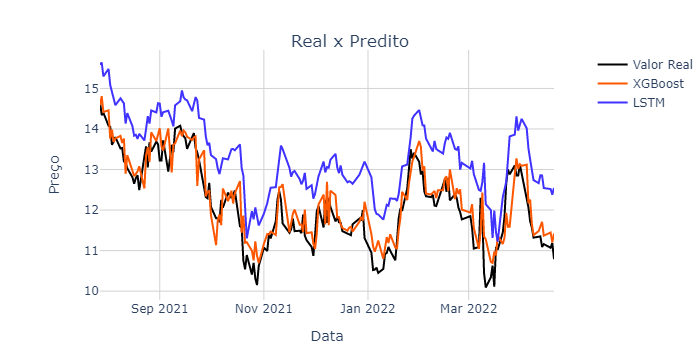 Real x Predito
Valor Real
XGBoost
LSTM
Preço
15
14
13
12
11
10
Sep 2021
Nov 2021
Jan 2022
Mar 2022
Data